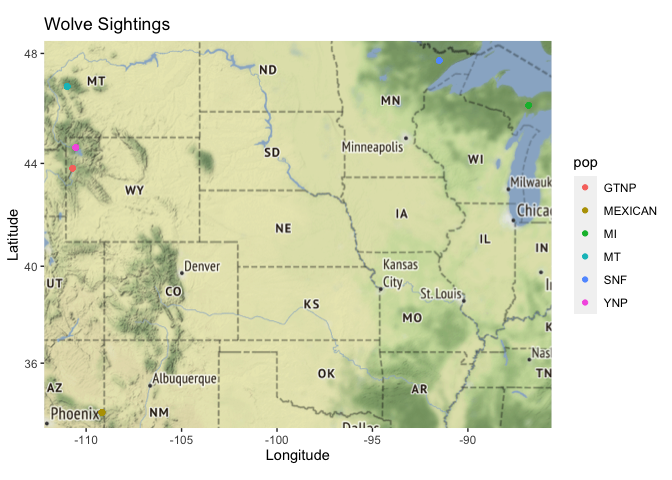 Wolve Sightings
48
44
40
36
Latitude
MT
ND
MN
Minneapolis
SD
WI
WY
Milwauk
Chicag
NE
IA
IL
IN
Denver
Kansas
City
UT
CO
St. Louis
In
KS
MO
K
Nas
OK
TN
AZ
Albuquerque
AR
Phoenix
NM
Dallas
-110
-105
-100
-95
-90
Longitude
pop
GTNP
MEXICAN
MI
MT
SNF
YNP